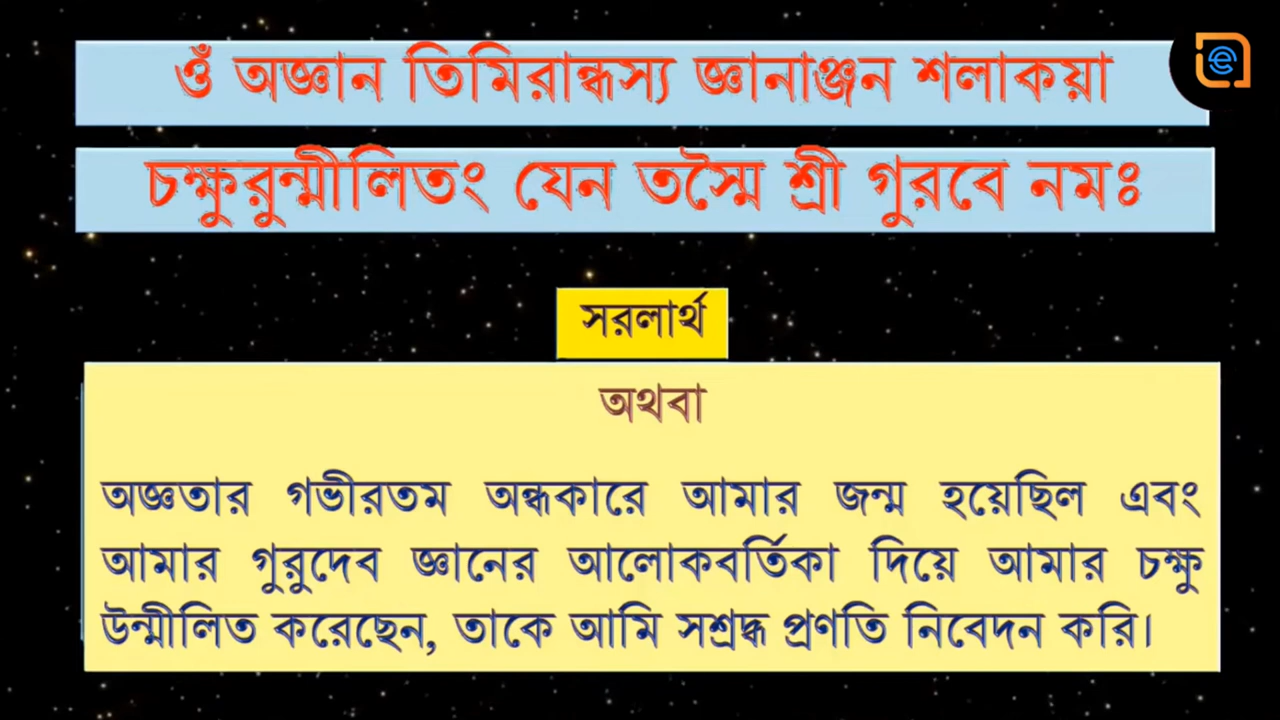 ওঁ অজ্ঞান তিমিরান্ধস্য জ্ঞানাঞ্জন শলাকয়া
চক্ষুরুন্মীলিতং যেন তস্মৈ শ্রী গুরবে নমঃ
সরলার্থ
অথবা
অজ্ঞতার গভীরতম অন্ধকারে আমার জন্ম হয়েছিল এবং
আমার গুরুদেব জ্ঞানের আলোকবর্তিকা দিয়ে আমার চক্ষু
উন্মীলিত করেছেন, তাকে আমি সশ্রদ্ধ প্রণতি নিবেদন করি।